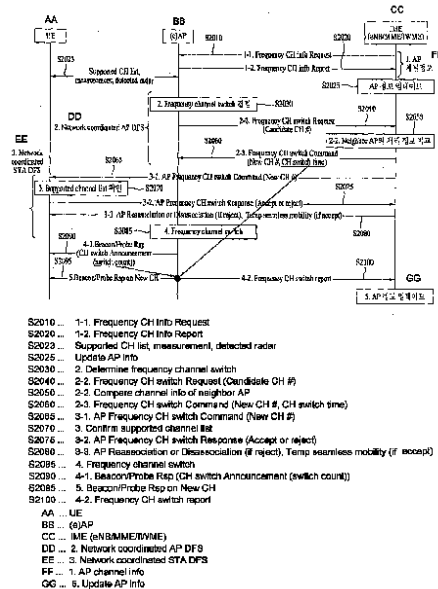 AA
BB
CC
UE
(e)AP
IME
(eNB/MME/IWME)
S2010
S2020
1-1. Frequency CH Info Request
1-2. Frequency CH info Report
1. AP
S2023
Supported CH list,
measurement, detected radar
S2025
AP 정보 업데이트
DD
2. Network coordinated AP DFS
2. Frequency channel switch 결정
S2030
S2040
2-2. Frequency CH switch Request
(Candidate CH #)
S2050
2-2. Neighbor AP의
EE
3. Network
coordinated
STA DFS
S2060
2-3. Frequency CH switch Command
(New CH #, CH switch time)
S2065
3-1. AP Frequency CH switch Command (New CH #)
3. Supported channel list 확인
S2070
S2075
3-2. AP Frequency CH switch Response (Accept or reject)
3-3. AP Reassociation or Disassociation (if reject), Temp seamless mobility (if accept)
S2080
S2085
4. Frequency channel switch
S2090
4-1. Beacon/Probe Rsp
(CH switch Announcement
(switch count))
S2095
S2100
GG
5. Beacon/Probe Rsp on New CH
4-2. Frequency CH switch report
5. AP 정보 업데이트
S2010 ... 1-1. Frequency CH Info Request
S2020 ... 1-2. Frequency CH Info Report
S2023 ... Supported CH list, measurement, detected radar
S2025 ... Update AP info
S2030 ... 2. Determine frequency channel switch
S2040 ... 2-2. Frequency CH switch Request (Candidate CH #)
S2050 ... 2-2. Compare channel info of neighbor AP
S2060 ... 2-3. Frequency CH switch Command (New CH #, CH switch time)
S2065 ... 3-1. AP Frequency CH switch Command (New CH #)
S2070 ... 3. Confirm supported channel list
S2075 ... 3-2. AP Frequency CH switch Response (Accept or reject)
S2080 ... 3-3. AP Reassociation or Disassociation (if reject), Temp seamless mobility (if accept)
S2085 ... 4. Frequency channel switch
S2090 ... 4-1. Beacon/Probe Rsp (CH switch Announcement (switch count))
S2095 ... 5. Beacon/Probe Rsp on New CH
S2100 ... 4-2. Frequency CH switch report
AA ... UE
BB ... (e)AP
CC ... IME (eNB/MME/IWME)
DD ... 2. Network coordinated AP DFS
EE ... 3. Network coordinated STA DFS
FF ... 1. AP channel info
GG ... 5. Update AP info